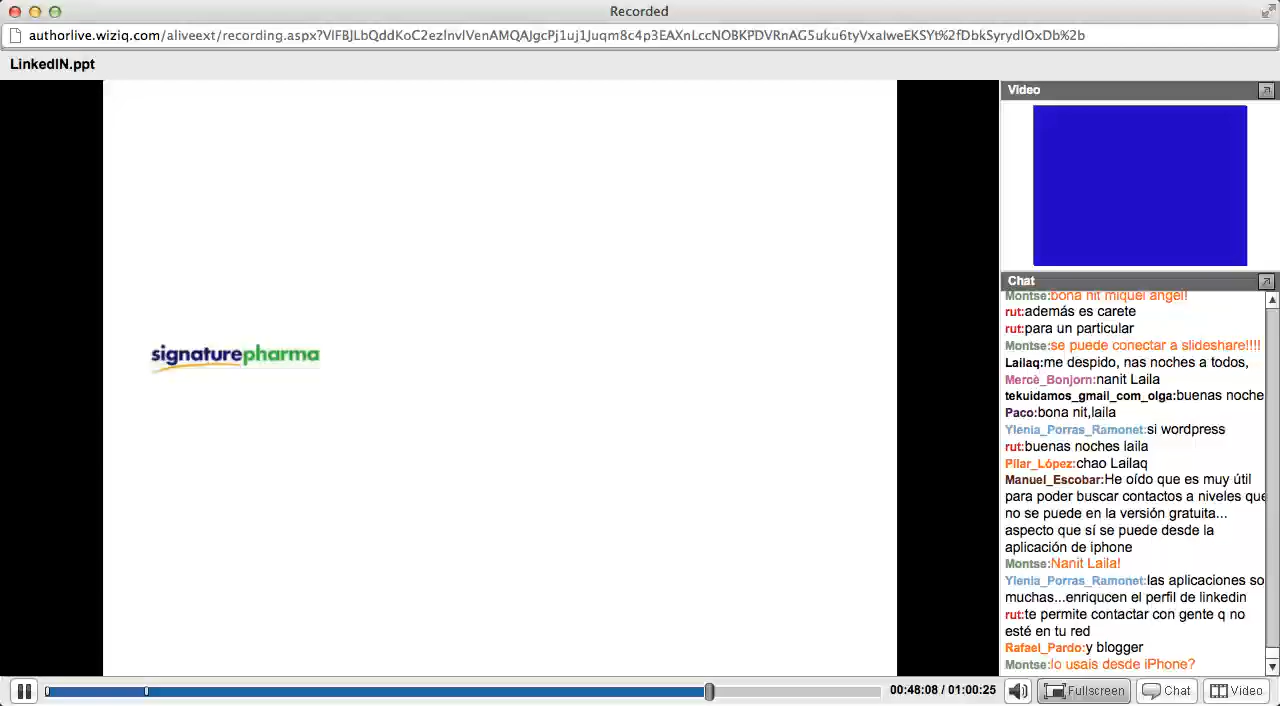 Recorded
authorlive.wiziq.com/aliveext/recording.aspx?
LinkedIN.ppt
signaturepharma
Video
Chat
Montse:bona nit miquel angel!
rut:además es carete
rut:para un particular
Montse:se puede conectar a slideshare!!!!
Lailaq:me despido, nas noches a todos,
Mercè_Bonjorn:nanit Laila
tekuidamos_gmail_com_olga:buenas noche
Paco:bona nit,laila
Ylenia_Porras_Ramonet:si wordpress
rut:buenas noches laila
Pilar_López:chao Lailaq
Manuel_Escobar:He oído que es muy útil
para poder buscar contactos a niveles que
no se puede en la versión gratuita...
aspecto que sí se puede desde la
aplicación de iphone
Montse:Nanit Laila!
Ylenia_Porras_Ramonet:las aplicaciones so
muchas...enriqucen el perfil de linkedin
rut:te permite contactar con gente q no
esté en tu red
Rafael_Pardo:y blogger
Montse:lo usais desde iPhone?
00:48:08 / 01:00:25
Fullscreen
Chat
Video